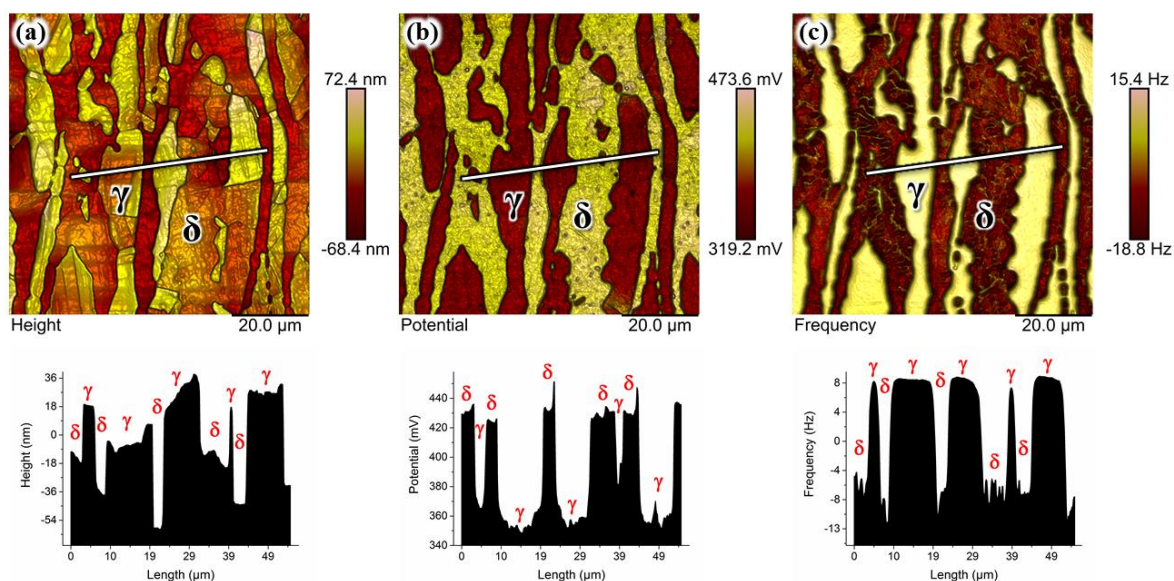 (a)
72.4 nm
-68.4 nm
γ
δ
Height
20.0 µm
(b)
473.6 mV
319.2 mV
γ
δ
Potential
20.0 µm
(c)
15.4 Hz
-18.8 Hz
γ
δ
Frequency
20.0 µm
Height (nm)
36
18
0
-18
-36
-54
δ γ δ γ δ γ δ γ δ γ
0 10 19 29 39 49
Length (µm)
Potential (mV)
440
420
400
380
360
340
δ γ δ γ δ γ δ γ δ γ
0 10 19 29 39 49
Length (µm)
Frequency (Hz)
8
4
0
-4
-8
-13
δ γ δ γ δ γ δ γ δ γ
0 10 19 29 39 49
Length (µm)